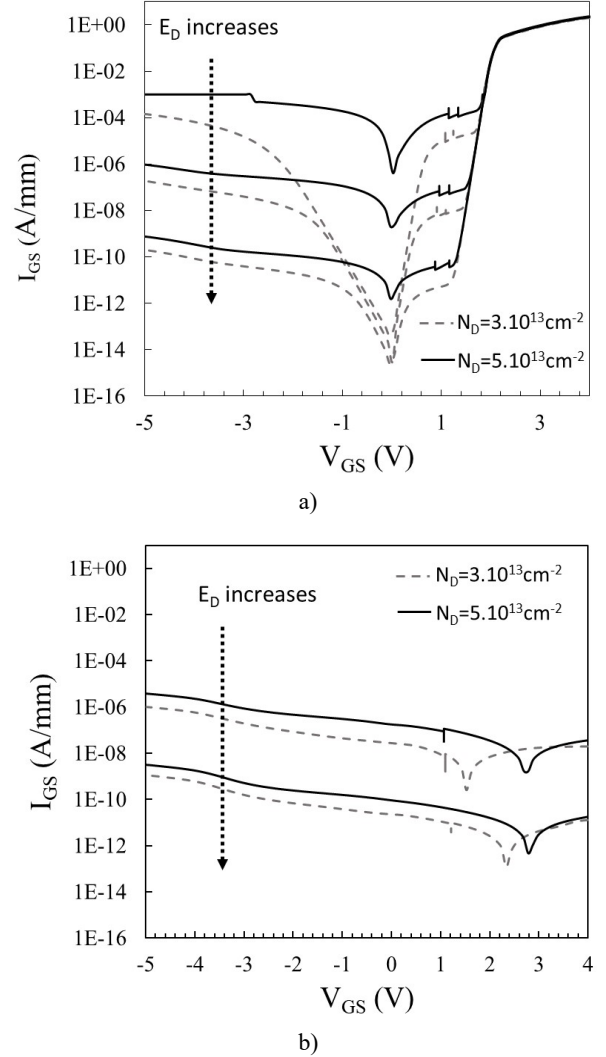 1E+00
1E-03
1E-04
1E-06
1E-08
1E-10
1E-12
1E-14
1E-16
I_GS (A/mm)
E_D increases
N_D=3.10^13cm^-2
N_D=5.10^13cm^-2
-5 -3 -1 1 3
V_GS (V)
a)
1E+00
1E-02
1E-04
1E-06
1E-08
1E-10
1E-12
1E-14
1E-16
I_GS (A/mm)
E_D increases
N_D=3.10^13cm^-2
N_D=5.10^13cm^-2
-5 -4 -3 -2 -1 0 1 2 3 4
V_GS (V)
b)